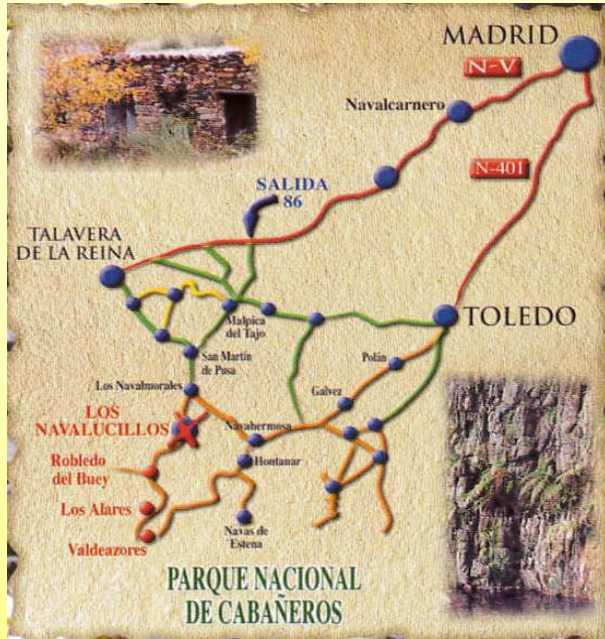 MADRID
N-V
Navalcarnero
N-401
SALIDA
86
TALAVERA
DE LA REINA
TOLEDO
Malpica
del Tajo
San Martín
de Pusa
Polán
Los Navalmorales
Galvez
LOS
NAVALUCILLOS
Navahermosa
Robledo
del Buey
Hontanar
Los Alares
Navas de
Estena
Valdeazores
PARQUE NACIONAL
DE CABAÑEROS